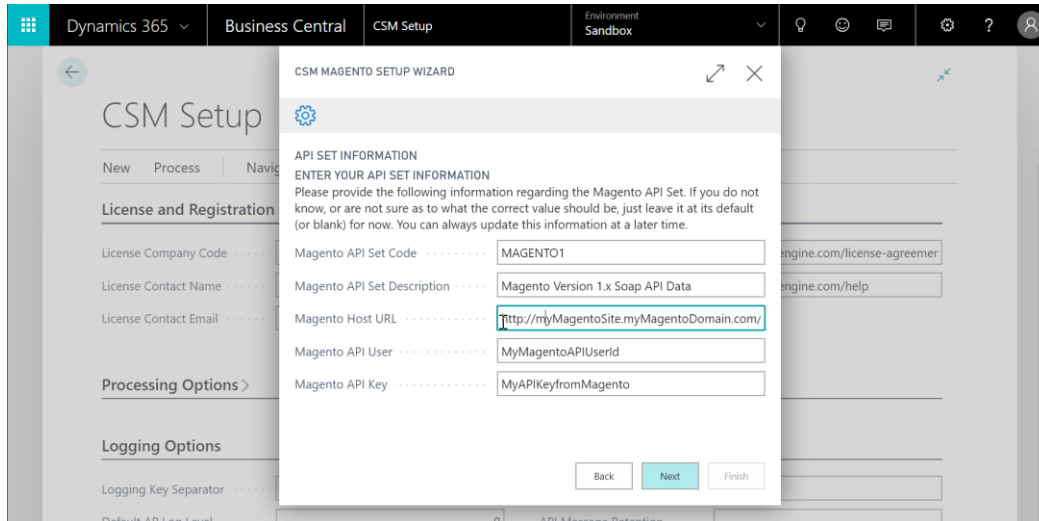 Dynamics 365
Business Central
CSM Setup
Environment
Sandbox
?
CSM Setup
New
Process
License and Registration
License Company Code
License Contact Name
License Contact Email
Processing Options
Logging Options
Logging Key Separator
CSM MAGENTO SETUP WIZARD
API SET INFORMATION
ENTER YOUR API SET INFORMATION
Please provide the following information regarding the Magento API Set. If you do not
know, or are not sure as to what the correct value should be, just leave it at its default
(or blank) for now. You can always update this information at a later time.
Magento API Set Code
MAGENTO1
Magento API Set Description
Magento Version 1.x Soap API Data
Magento Host URL
http://myMagentoSite.myMagentoDomain.com/
Magento API User
MyMagentoAPIUserId
Magento API Key
MyAPIKeyfromMagento
Back
Next
Finish
engine.com/license-agreemer
engine.com/help